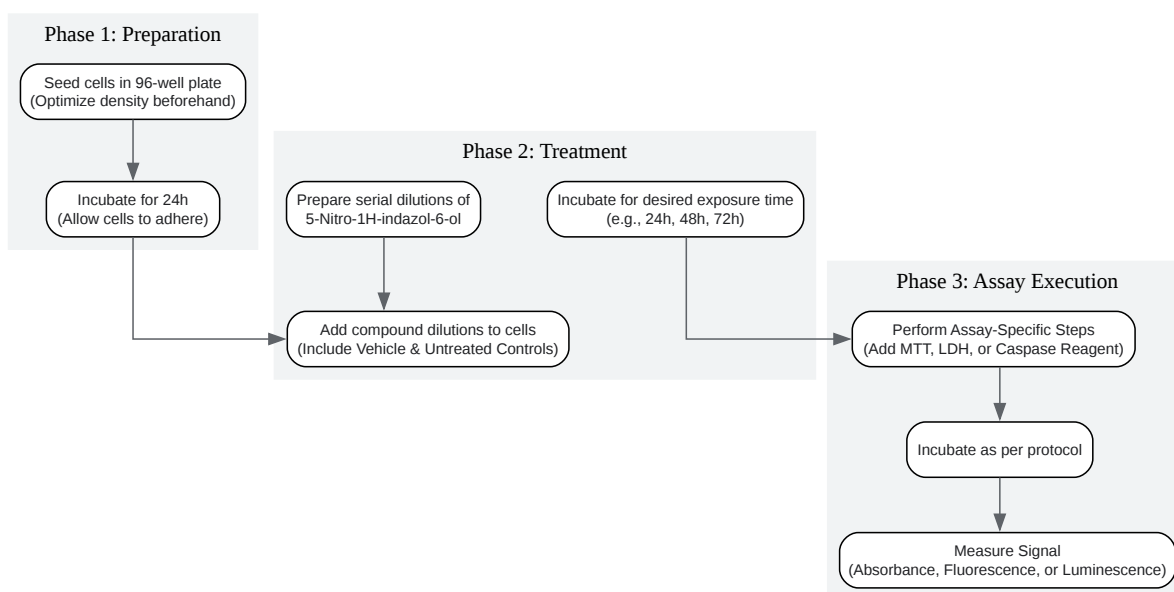 Phase 1: Preparation
Seed cells in 96-well plate
(Optimize density beforehand)
Incubate for 24h
(Allow cells to adhere)
Phase 2: Treatment
Prepare serial dilutions of
5-Nitro-1H-indazol-6-ol
Incubate for desired exposure time
(e.g., 24h, 48h, 72h)
Add compound dilutions to cells
(Include Vehicle & Untreated Controls)
Phase 3: Assay Execution
Perform Assay-Specific Steps
(Add MTT, LDH, or Caspase Reagent)
Incubate as per protocol
Measure Signal
(Absorbance, Fluorescence, or Luminescence)